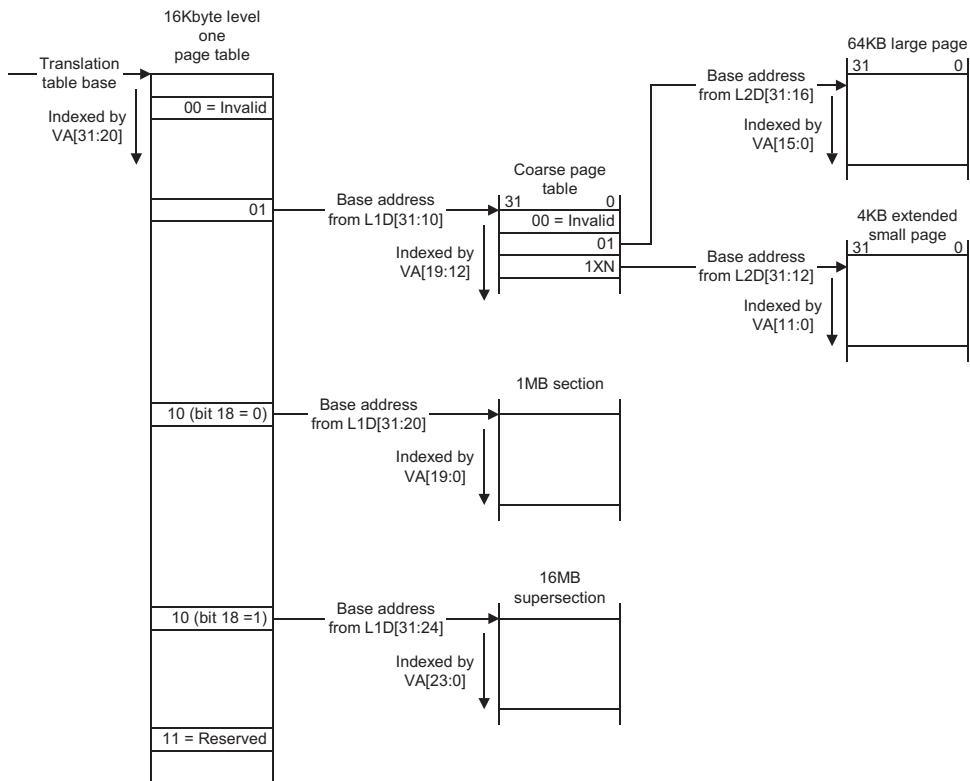 16Kbyte level
one
page table
Translation
table base
Indexed by
VA[31:20]
00 = Invalid
01
Base address
from L1D[31:10]
Coarse page
table
31 0
00 = Invalid
01
1XN
Indexed by
VA[19:12]
Base address
from L2D[31:16]
64KB large page
31 0
Indexed by
VA[15:0]
Base address
from L2D[31:12]
4KB extended
small page
31 0
Indexed by
VA[11:0]
10 (bit 18 = 0)
Base address
from L1D[31:20]
1MB section
Indexed by
VA[19:0]
10 (bit 18 =1)
Base address
from L1D[31:24]
16MB
supersection
Indexed by
VA[23:0]
11 = Reserved